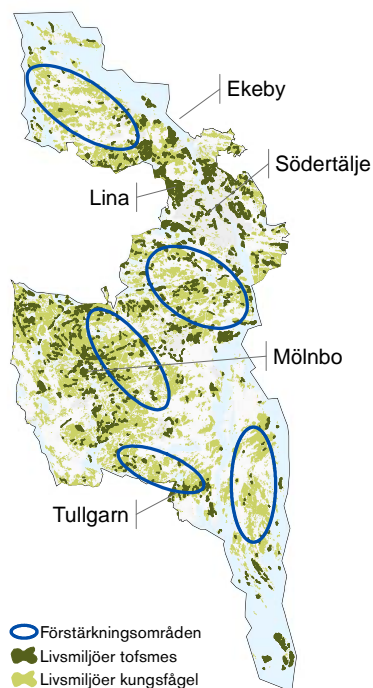 Ekeby
Södertälje
Lina
Mölnbo
Tullgarn
Förstärkningsområden
Livsmiljöer tofsmes
Livsmiljöer kungsfågel